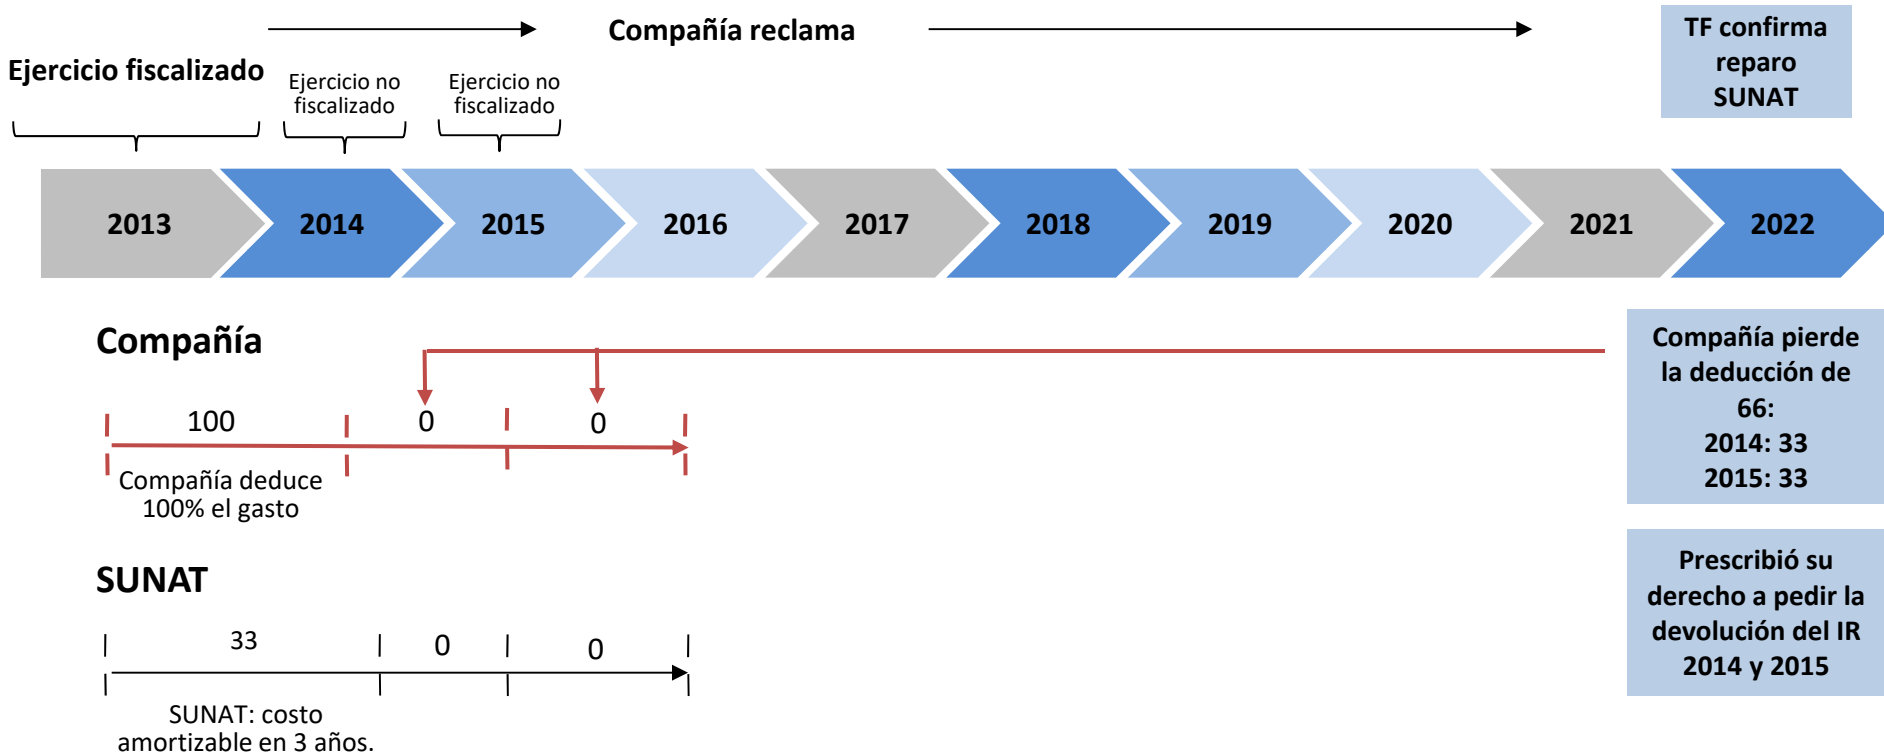 Compañía reclama
TF confirma
reparo
SUNAT
Ejercicio fiscalizado
Ejercicio no
fiscalizado
Ejercicio no
fiscalizado
2013
2014
2015
2016
2017
2018
2019
2020
2021
2022
Compañía
100
0
0
Compañía deduce
100% el gasto
Compañía pierde
la deducción de
66:
2014: 33
2015: 33
SUNAT
33
0
0
SUNAT: costo
amortizable en 3 años.
Prescribió su
derecho a pedir la
devolución del IR
2014 y 2015